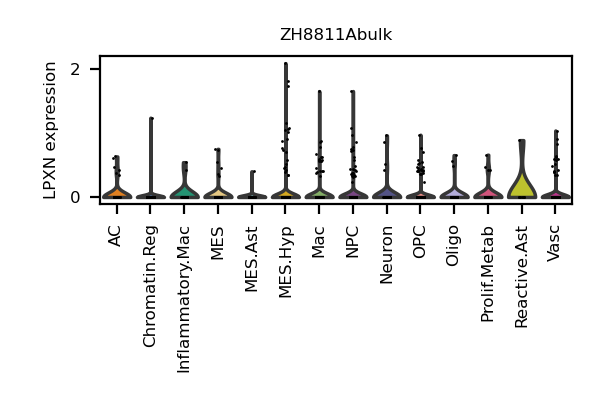 ZH8811Abulk
LPXN expression
2
0
AC
Chromatin.Reg
Inflammatory.Mac
MES
MES.Ast
MES.Hyp
Mac
NPC
Neuron
OPC
Oligo
Prolif.Metab
Reactive.Ast
Vasc